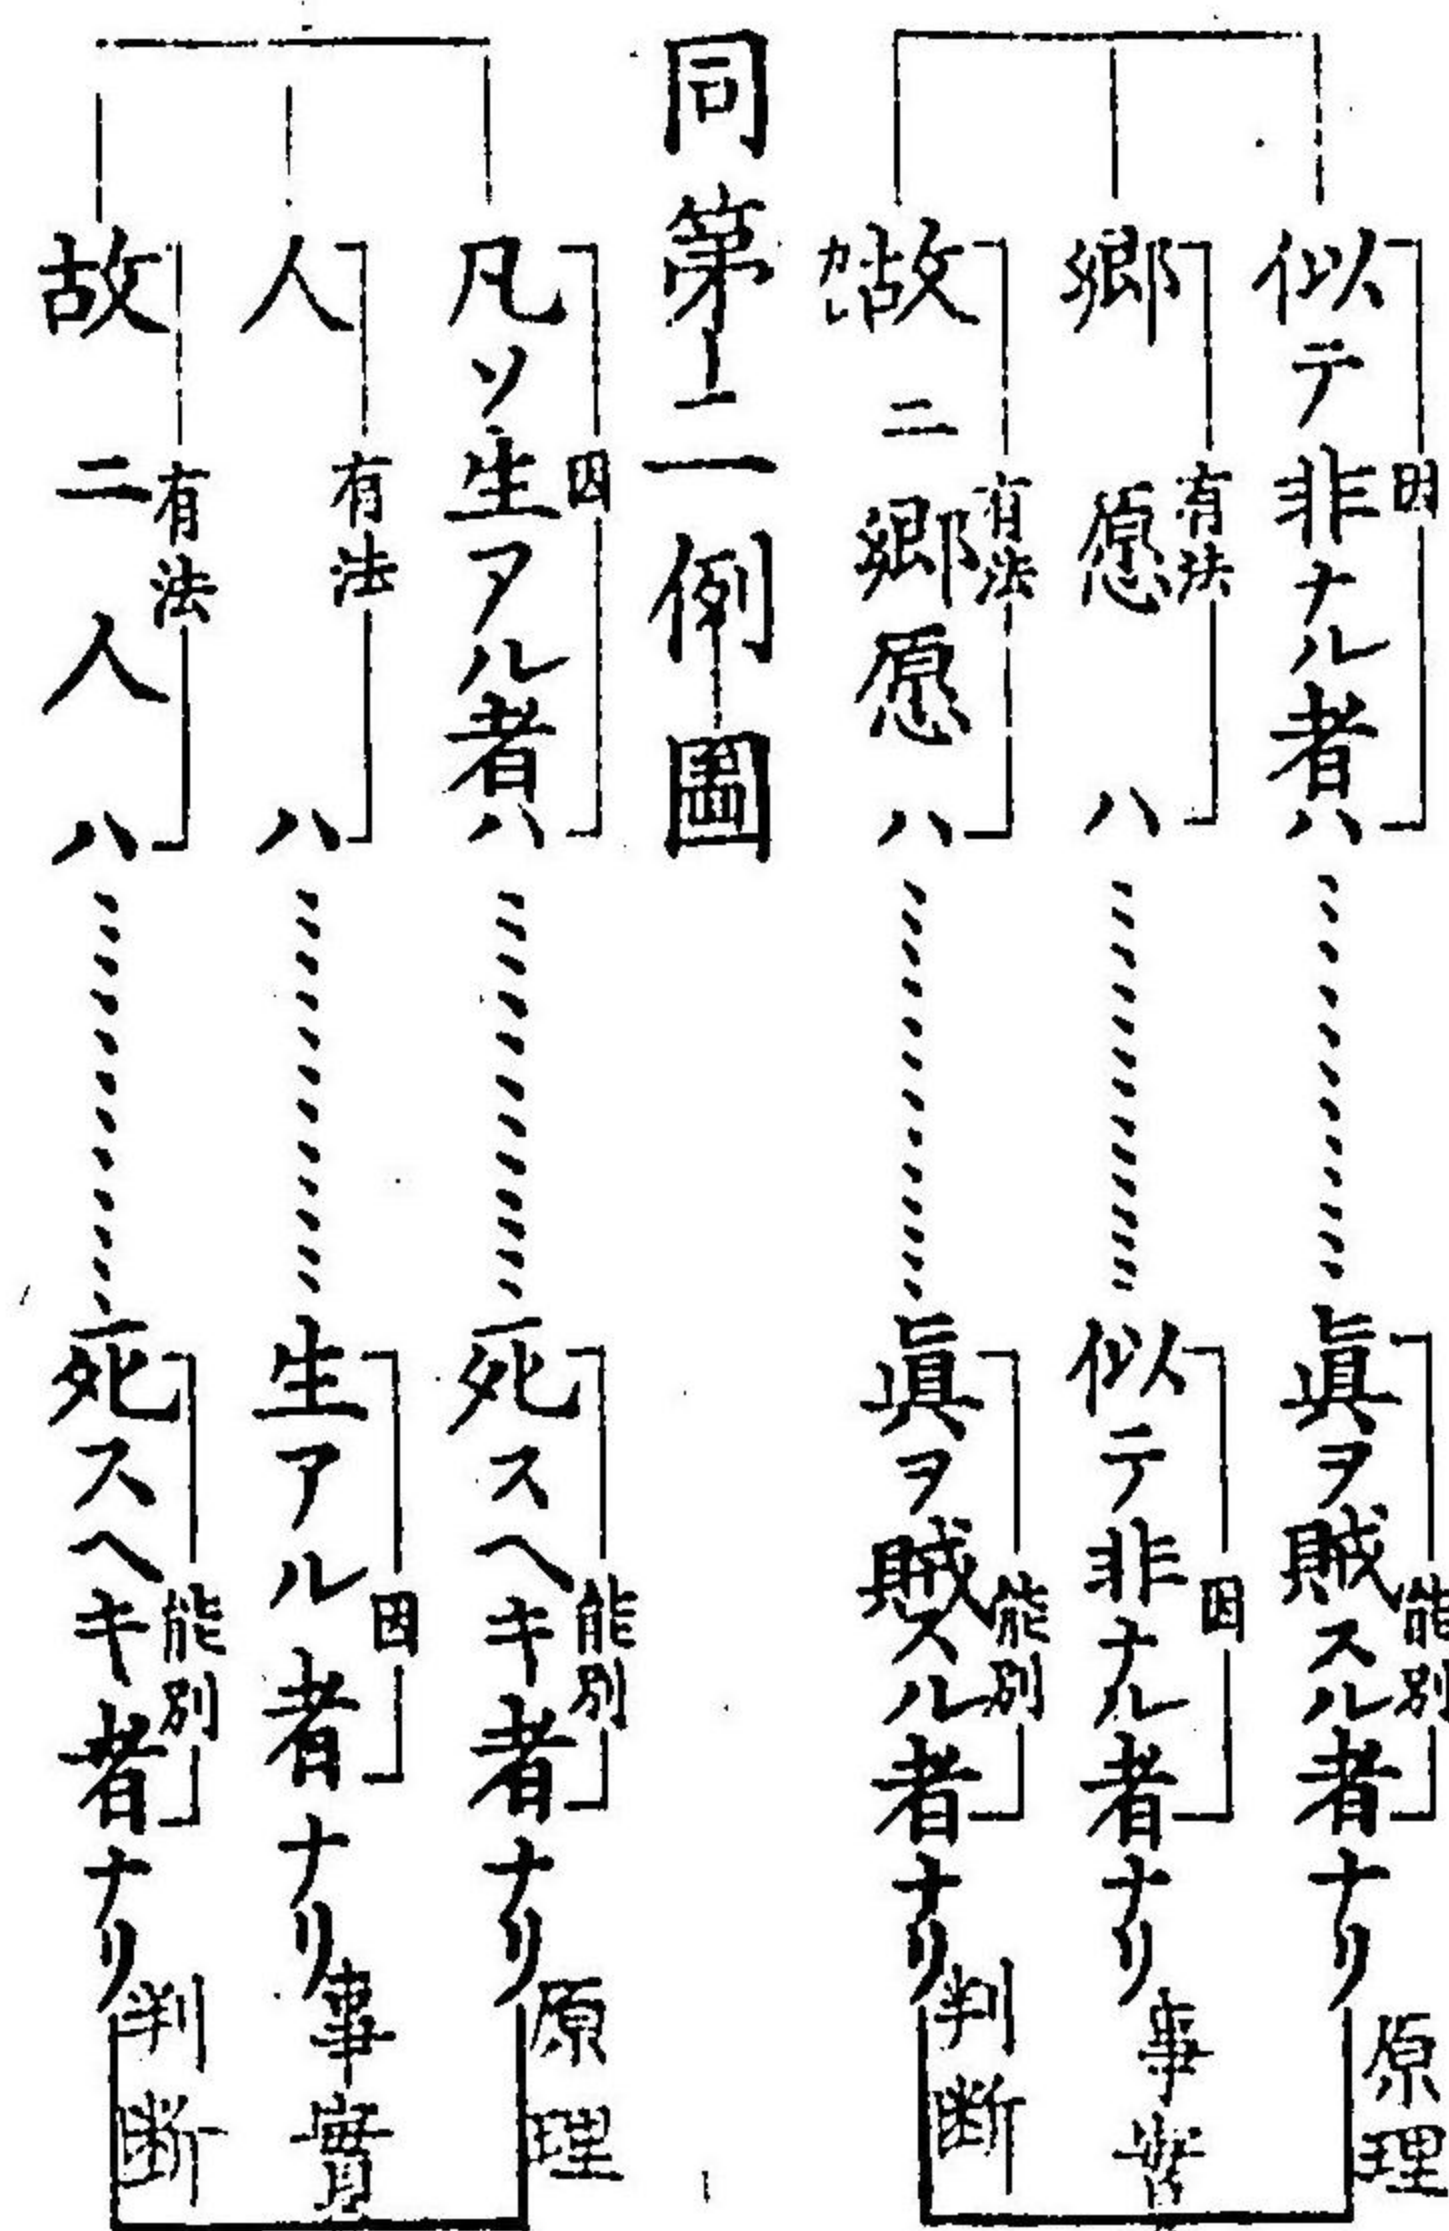 因
似テ非ナル者ハ
能別
眞ヲ賊スル者ナリ
原理
有法
鄉愿ハ
因
似テ非ナル者ナリ
事實
有法
故ニ鄉愿ハ
能別
眞ヲ賊スル者ナリ
判断
同第二例圖
因
凡ソ生アル者ハ
能別
死スヘキ者ナリ
原理
有法
人ハ
因
生アル者ナリ
事實
有法
故ニ人ハ
能別
死スヘキ者ナリ
判断